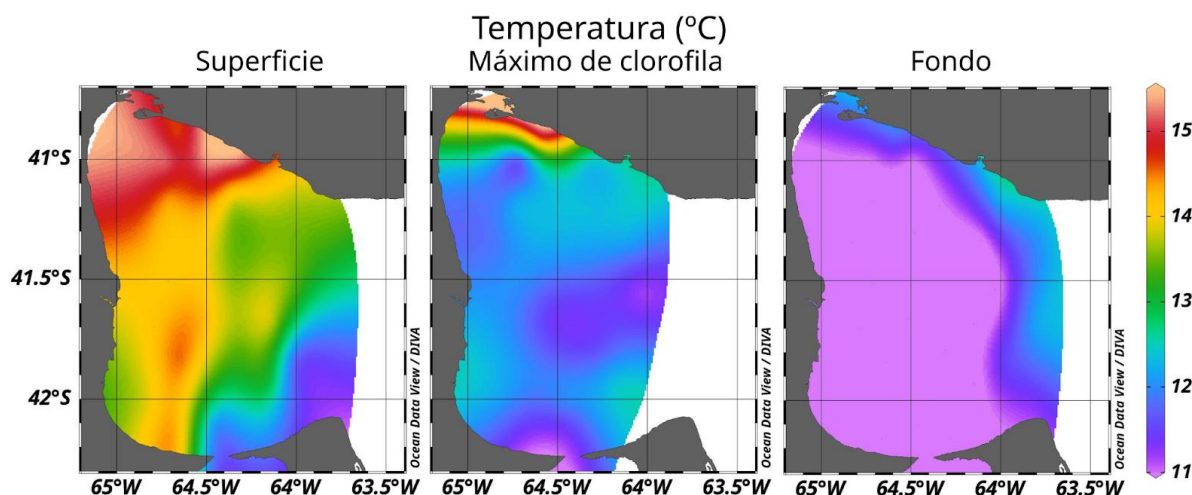 Temperatura (ºC)
Superficie
Máximo de clorofila
Fondo
41°S
41.5°S
42°S
65°W 64.5°W 64°W 63.5°W
65°W 64.5°W 64°W 63.5°W
65°W 64.5°W 64°W 63.5°W
Ocean Data View / DIVA
Ocean Data View / DIVA
Ocean Data View / DIVA
15
14
13
12
11